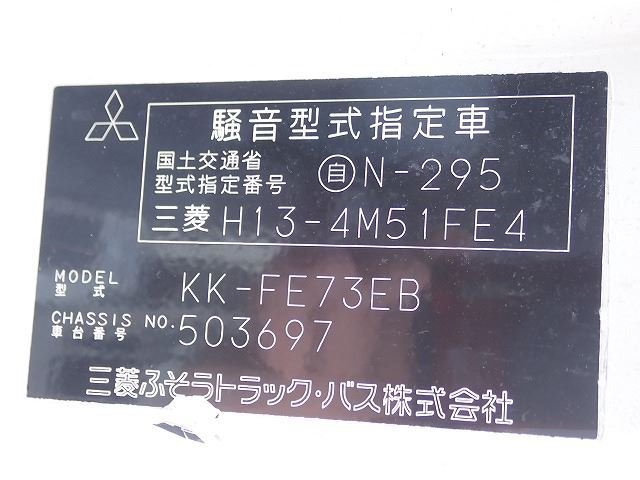 騒音型式指定車
国土交通省
型式指定番号 自N-295
三菱 H13-4M51FE4
MODEL
型式 KK-FE73EB
CHASSIS NO.
車台番号 503697
三菱ふそうトラック・バス株式会社